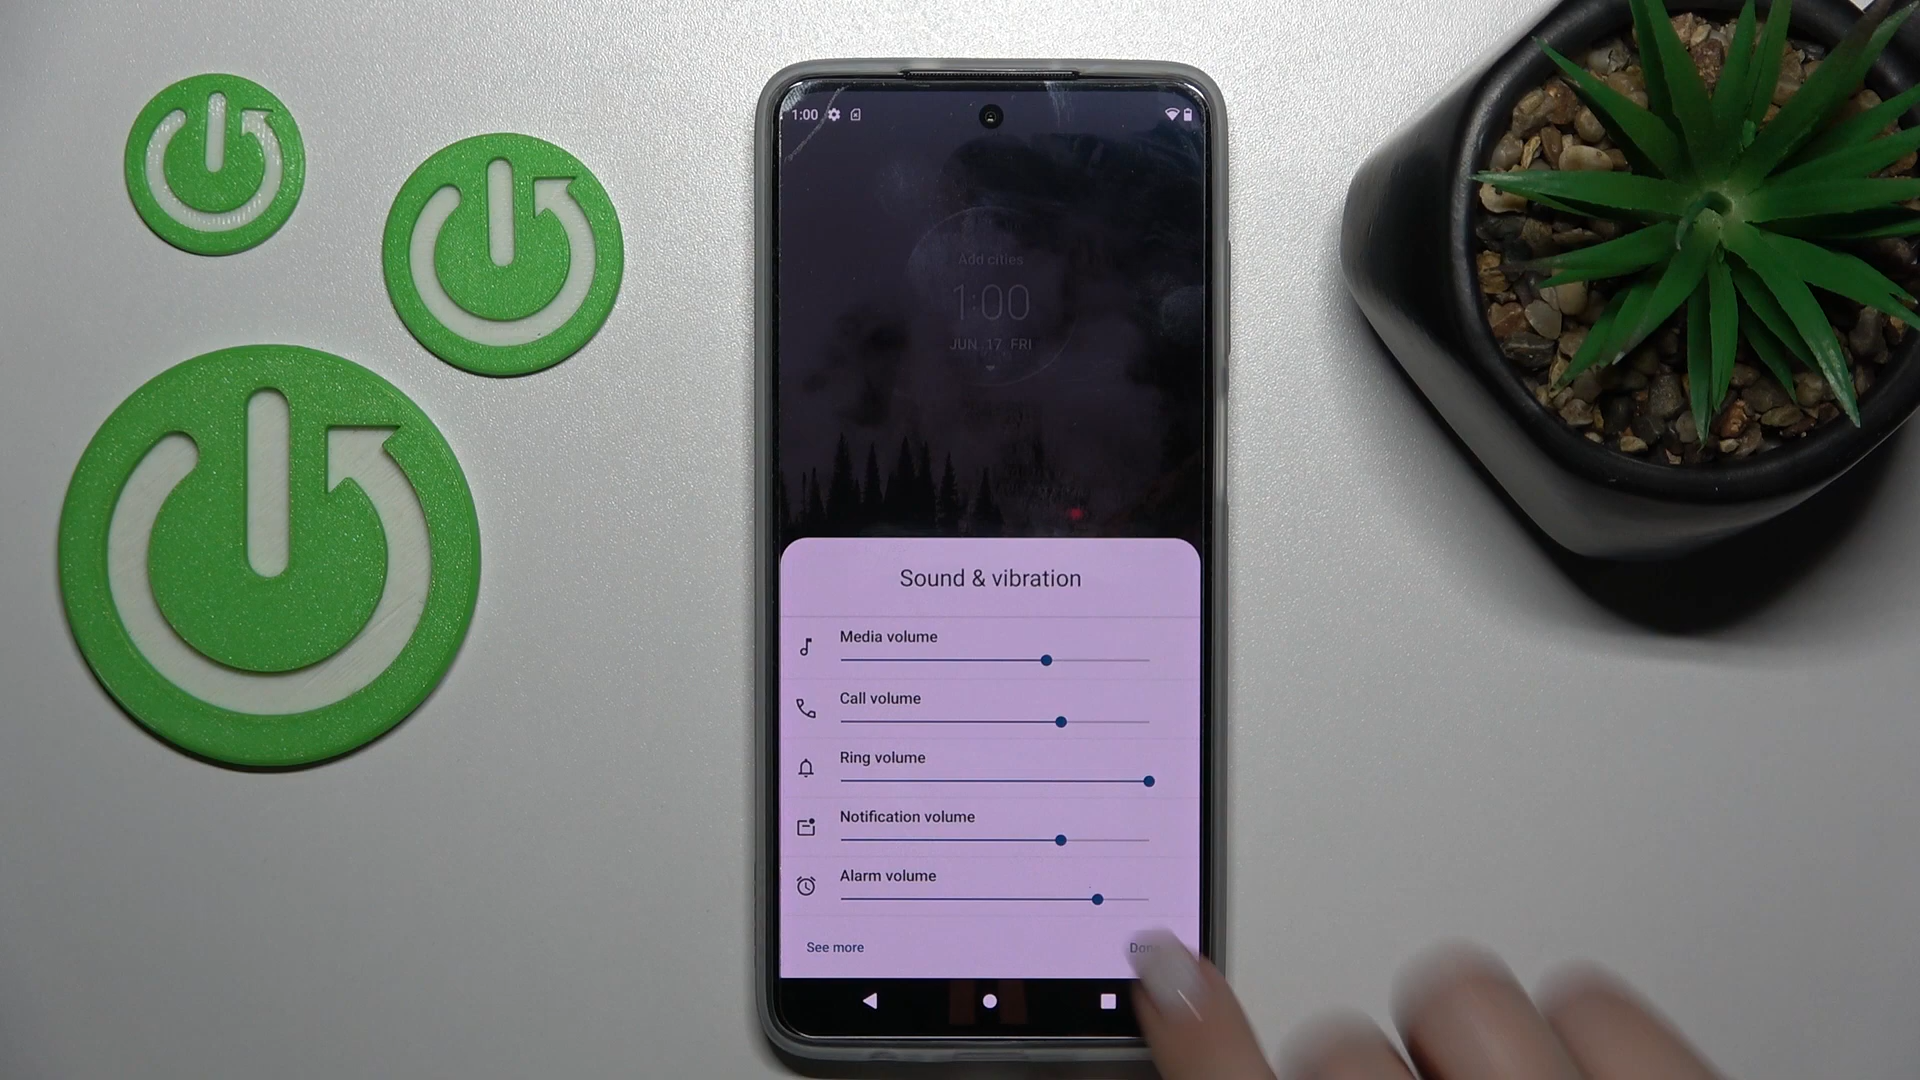 1:00
Add cities
1:00
JUN 17 FRI
Sound & vibration
Media volume
Call volume
Ring volume
Notification volume
Alarm volume
See more